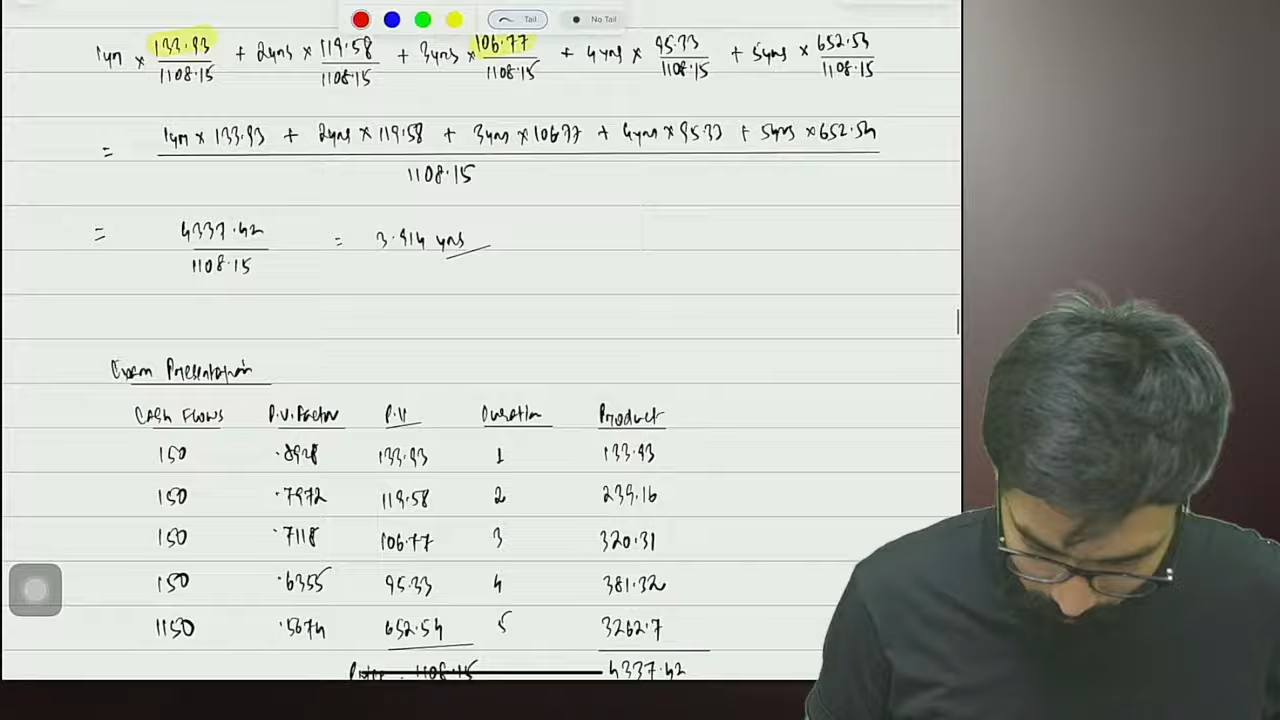 Tail No Tail
1yr × 133.93/1108.15 + 2yrs × 119.58/1108.15 + 3yrs × 106.77/1108.15 + 4yrs × 95.33/1108.15 + 5yrs × 652.54/1108.15
= 1yr × 133.93 + 2yrs × 119.58 + 3yrs × 106.77 + 4yrs × 95.33 + 5yrs × 652.54
1108.15
= 4337.42/1108.15 = 3.914 yrs
Exam Presentation
Cash Flows P.V. Factor P.V Duration Product
150 .8928 133.93 1 133.93
150 .7972 119.58 2 239.16
150 .7118 106.77 3 320.31
150 .6355 95.33 4 381.32
1150 .5674 652.54 5 3262.7
Price = 1108.15 4337.42